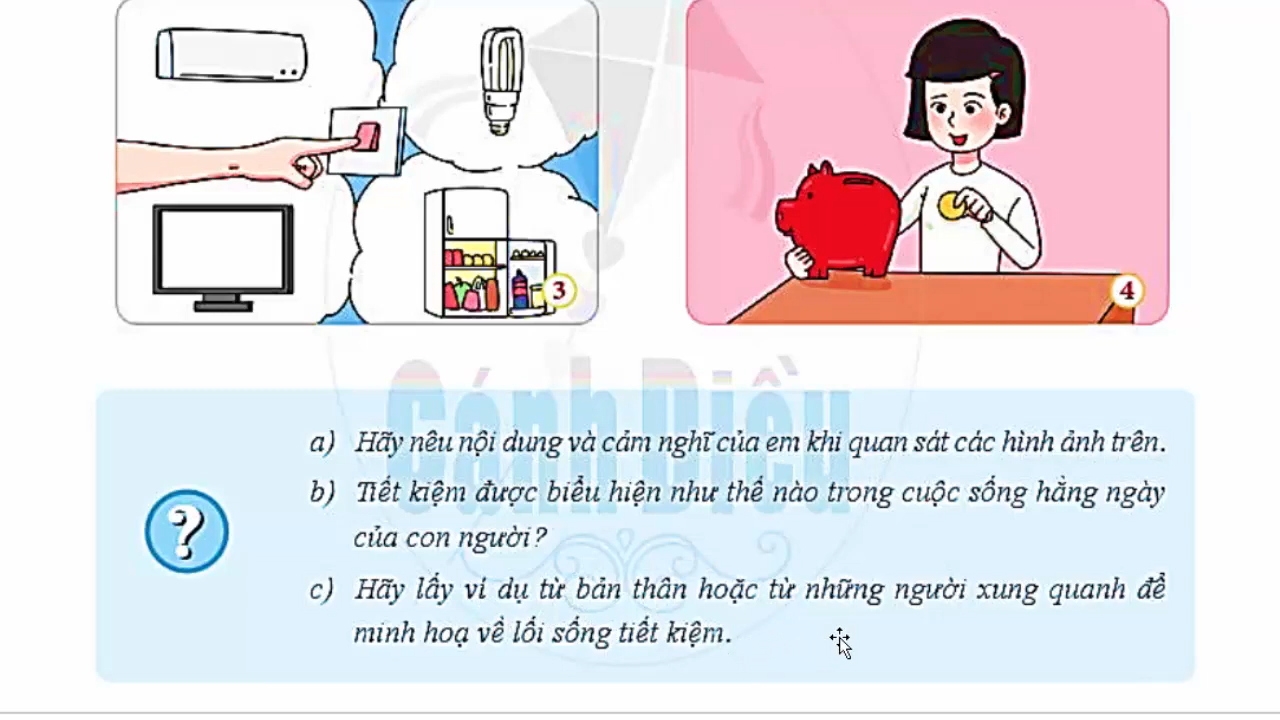 3
4
Cánh Diều
a) Hãy nêu nội dung và cảm nghĩ của em khi quan sát các hình ảnh trên.
b) Tiết kiệm được biểu hiện như thế nào trong cuộc sống hằng ngày
của con người?
?
c) Hãy lấy ví dụ từ bản thân hoặc từ những người xung quanh để
minh hoạ về lối sống tiết kiệm.